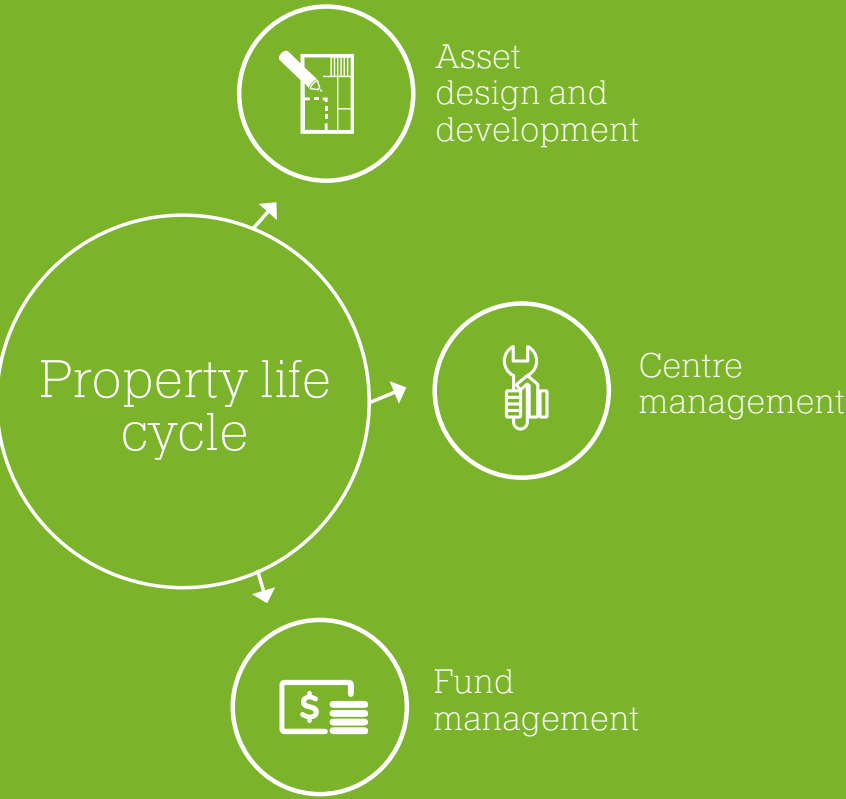 Asset
design and
development
Property life
cycle
Centre
management
$
Fund
management